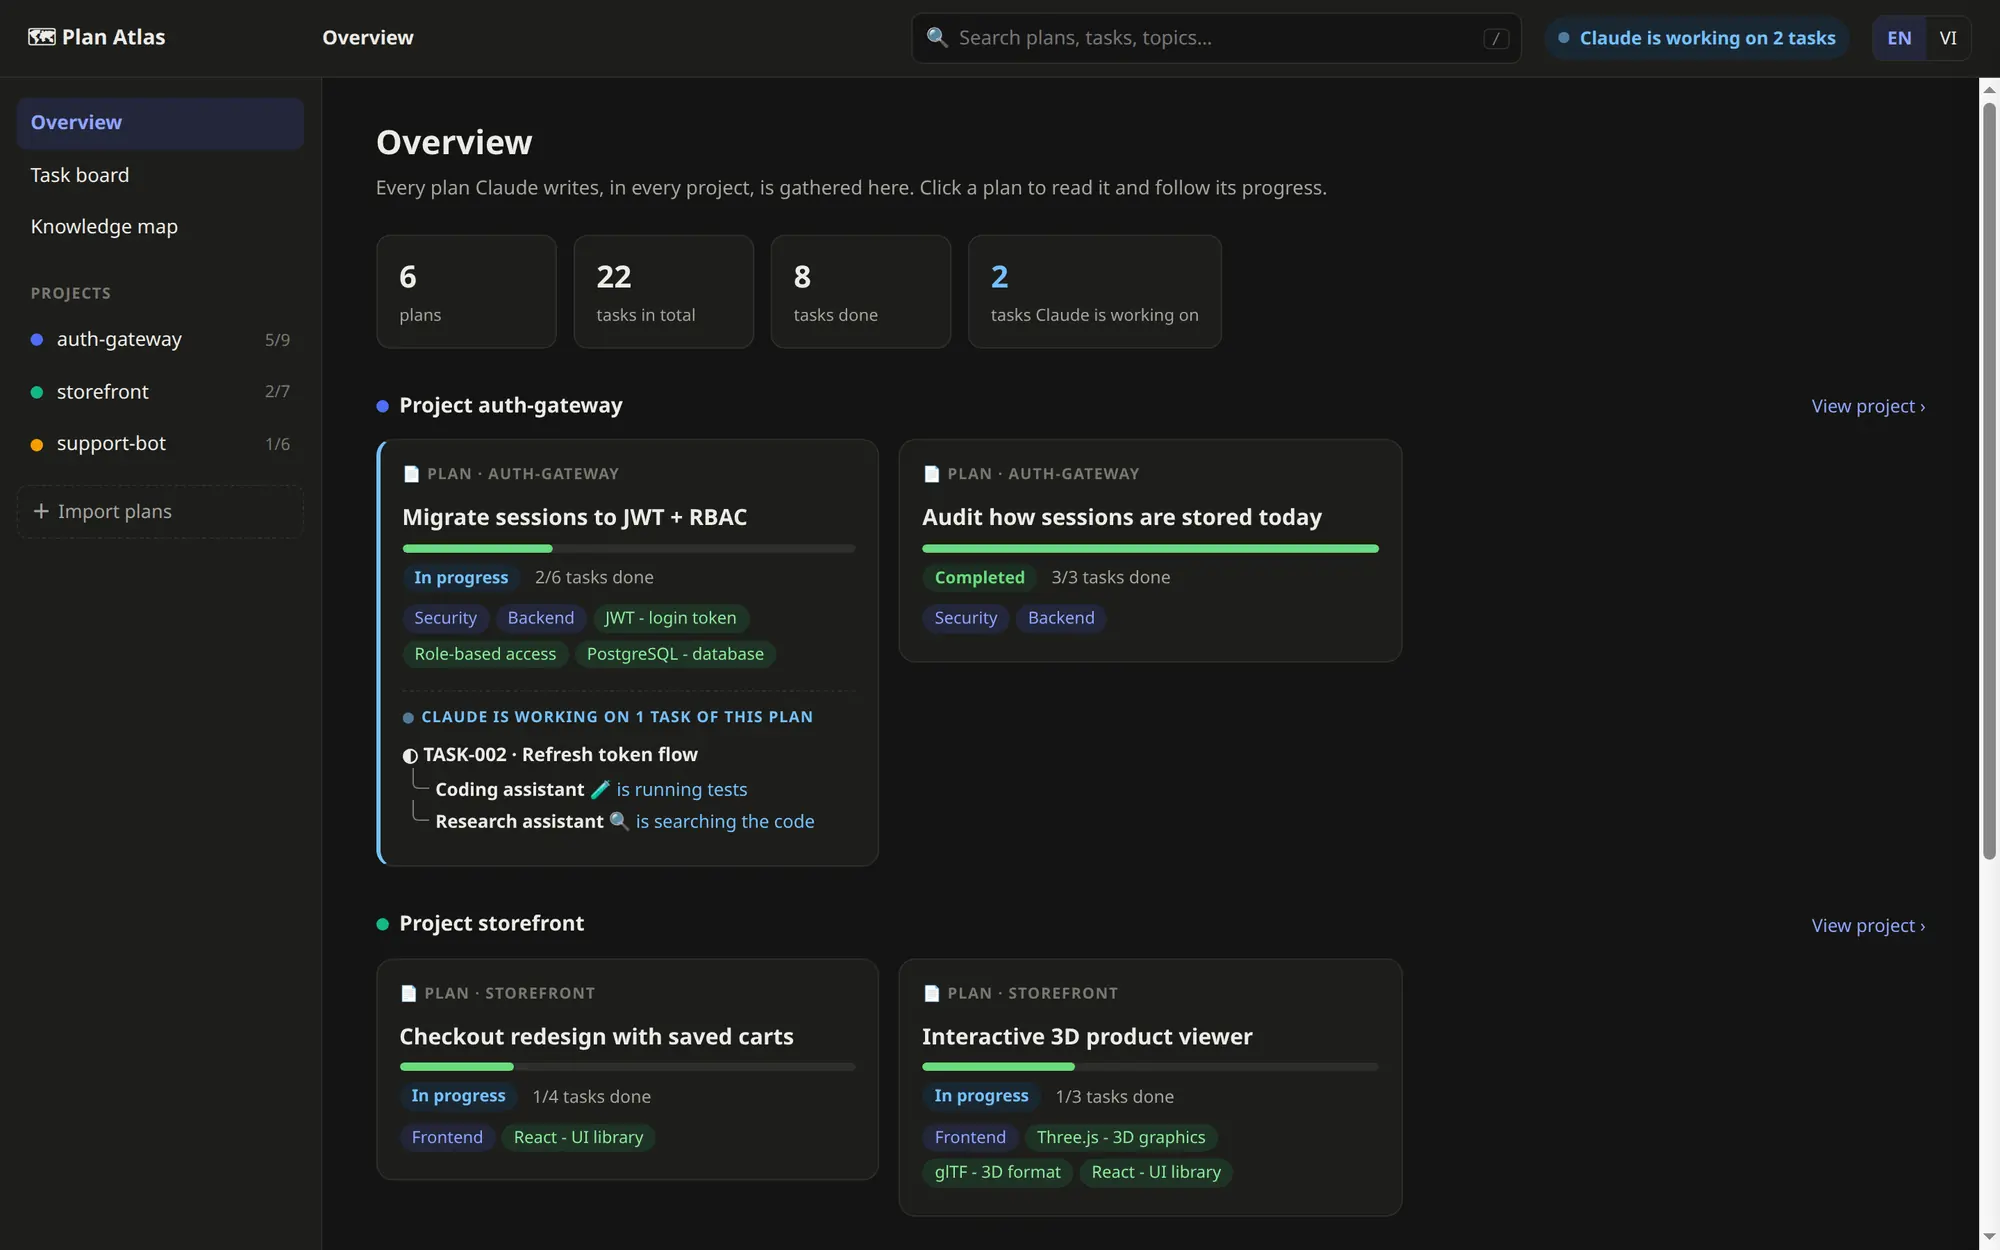 Plan Atlas
Overview
Search plans, tasks, topics...
/
Claude is working on 2 tasks
EN
VI
Overview
Task board
Knowledge map
PROJECTS
auth-gateway 5/9
storefront 2/7
support-bot 1/6
+ Import plans
Overview
Every plan Claude writes, in every project, is gathered here. Click a plan to read it and follow its progress.
6
plans
22
tasks in total
8
tasks done
2
tasks Claude is working on
Project auth-gateway
View project ›
PLAN · AUTH-GATEWAY
Migrate sessions to JWT + RBAC
In progress 2/6 tasks done
Security Backend JWT - login token
Role-based access PostgreSQL - database
CLAUDE IS WORKING ON 1 TASK OF THIS PLAN
TASK-002 · Refresh token flow
Coding assistant is running tests
Research assistant is searching the code
PLAN · AUTH-GATEWAY
Audit how sessions are stored today
Completed 3/3 tasks done
Security Backend
Project storefront
View project ›
PLAN · STOREFRONT
Checkout redesign with saved carts
In progress 1/4 tasks done
Frontend React - UI library
PLAN · STOREFRONT
Interactive 3D product viewer
In progress 1/3 tasks done
Frontend Three.js - 3D graphics
glTF - 3D format React - UI library